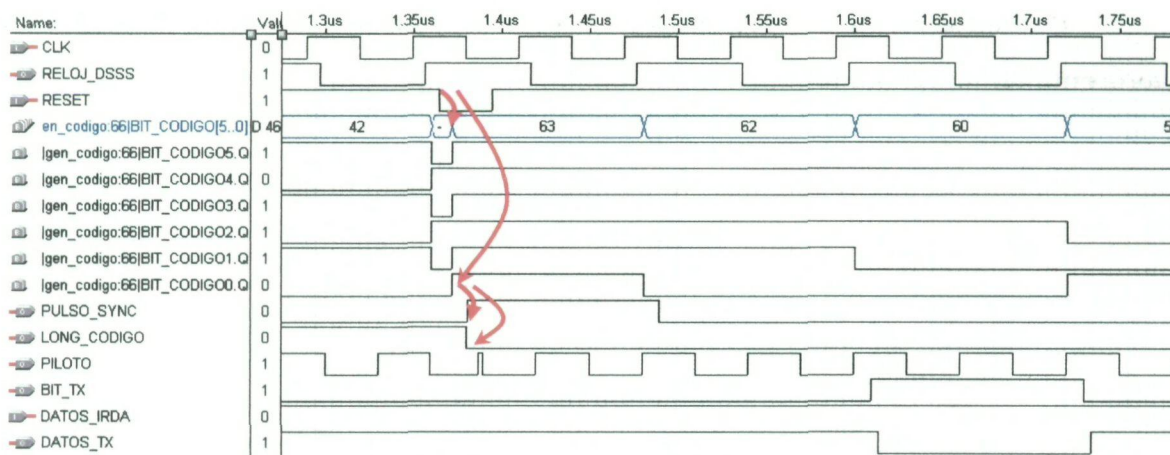 Name: Val 1.3us 1.35us 1.4us 1.45us 1.5us 1.55us 1.6us 1.65us 1.7us 1.75us
CLK 0
RELOJ_DSSS 1
RESET 1
en_codigo:66|BIT_CODIGO[5..0] D 46 42 - 63 62 60 5
|gen_codigo:66|BIT_CODIGO5.Q 1
|gen_codigo:66|BIT_CODIGO4.Q 0
|gen_codigo:66|BIT_CODIGO3.Q 1
|gen_codigo:66|BIT_CODIGO2.Q 1
|gen_codigo:66|BIT_CODIGO1.Q 1
|gen_codigo:66|BIT_CODIGO0.Q 0
PULSO_SYNC 0
LONG_CODIGO 0
PILOTO 1
BIT_TX 1
DATOS_IRDA 0
DATOS_TX 1